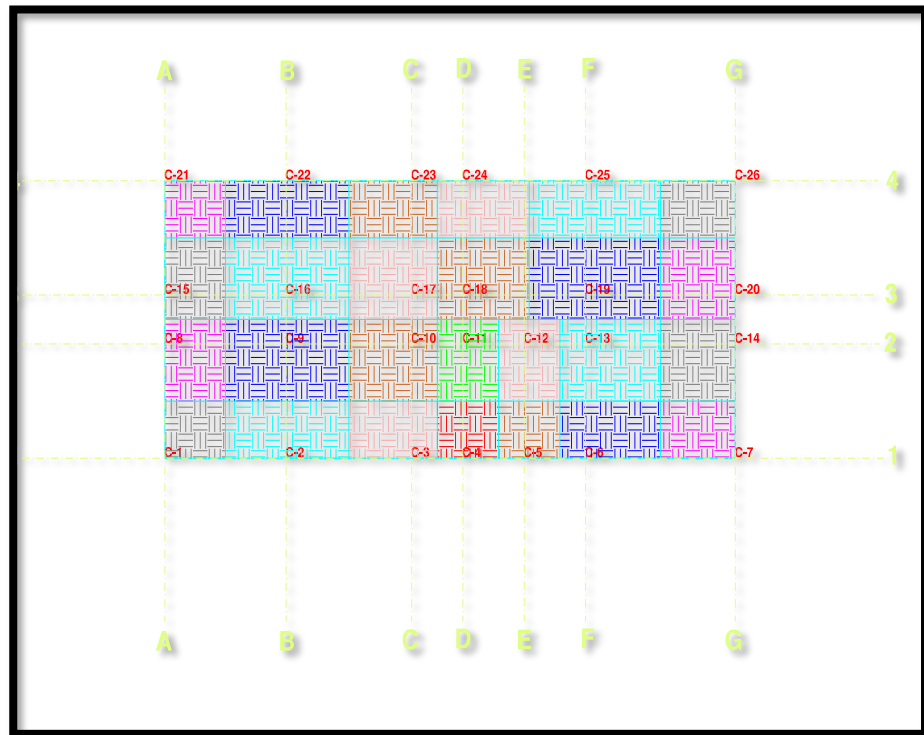 A B C D E F G
C-21 C-22 C-23 C-24 C-25 C-26 4
C-15 C-16 C-17 C-18 C-19 C-20 3
C-8 C-9 C-10 C-11 C-12 C-13 C-14 2
C-1 C-2 C-3 C-4 C-5 C-6 C-7 1
A B C D E F G